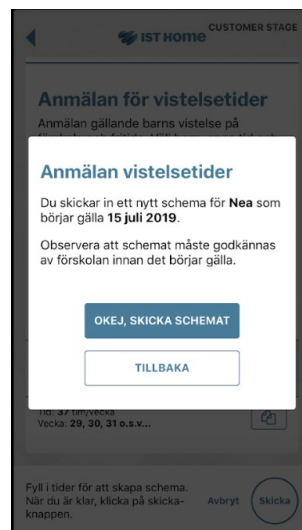 CUSTOMER STAGE
IST HOME
Anmälan för vistelsetider
Anmälan gällande barns vistelse på
Anmälan vistelsetider
Du skickar in ett nytt schema för Nea som
börjar gälla 15 juli 2019.
Observera att schemat måste godkännas
av förskolan innan det börjar gälla.
OKEJ, SKICKA SCHEMAT
TILLBAKA
Tid: 37 tim/vecka
Vecka: 29, 30, 31 o.s.v...
Fyll i tider för att skapa schema.
När du är klar, klicka på skicka-
knappen.
Avbryt
Skicka